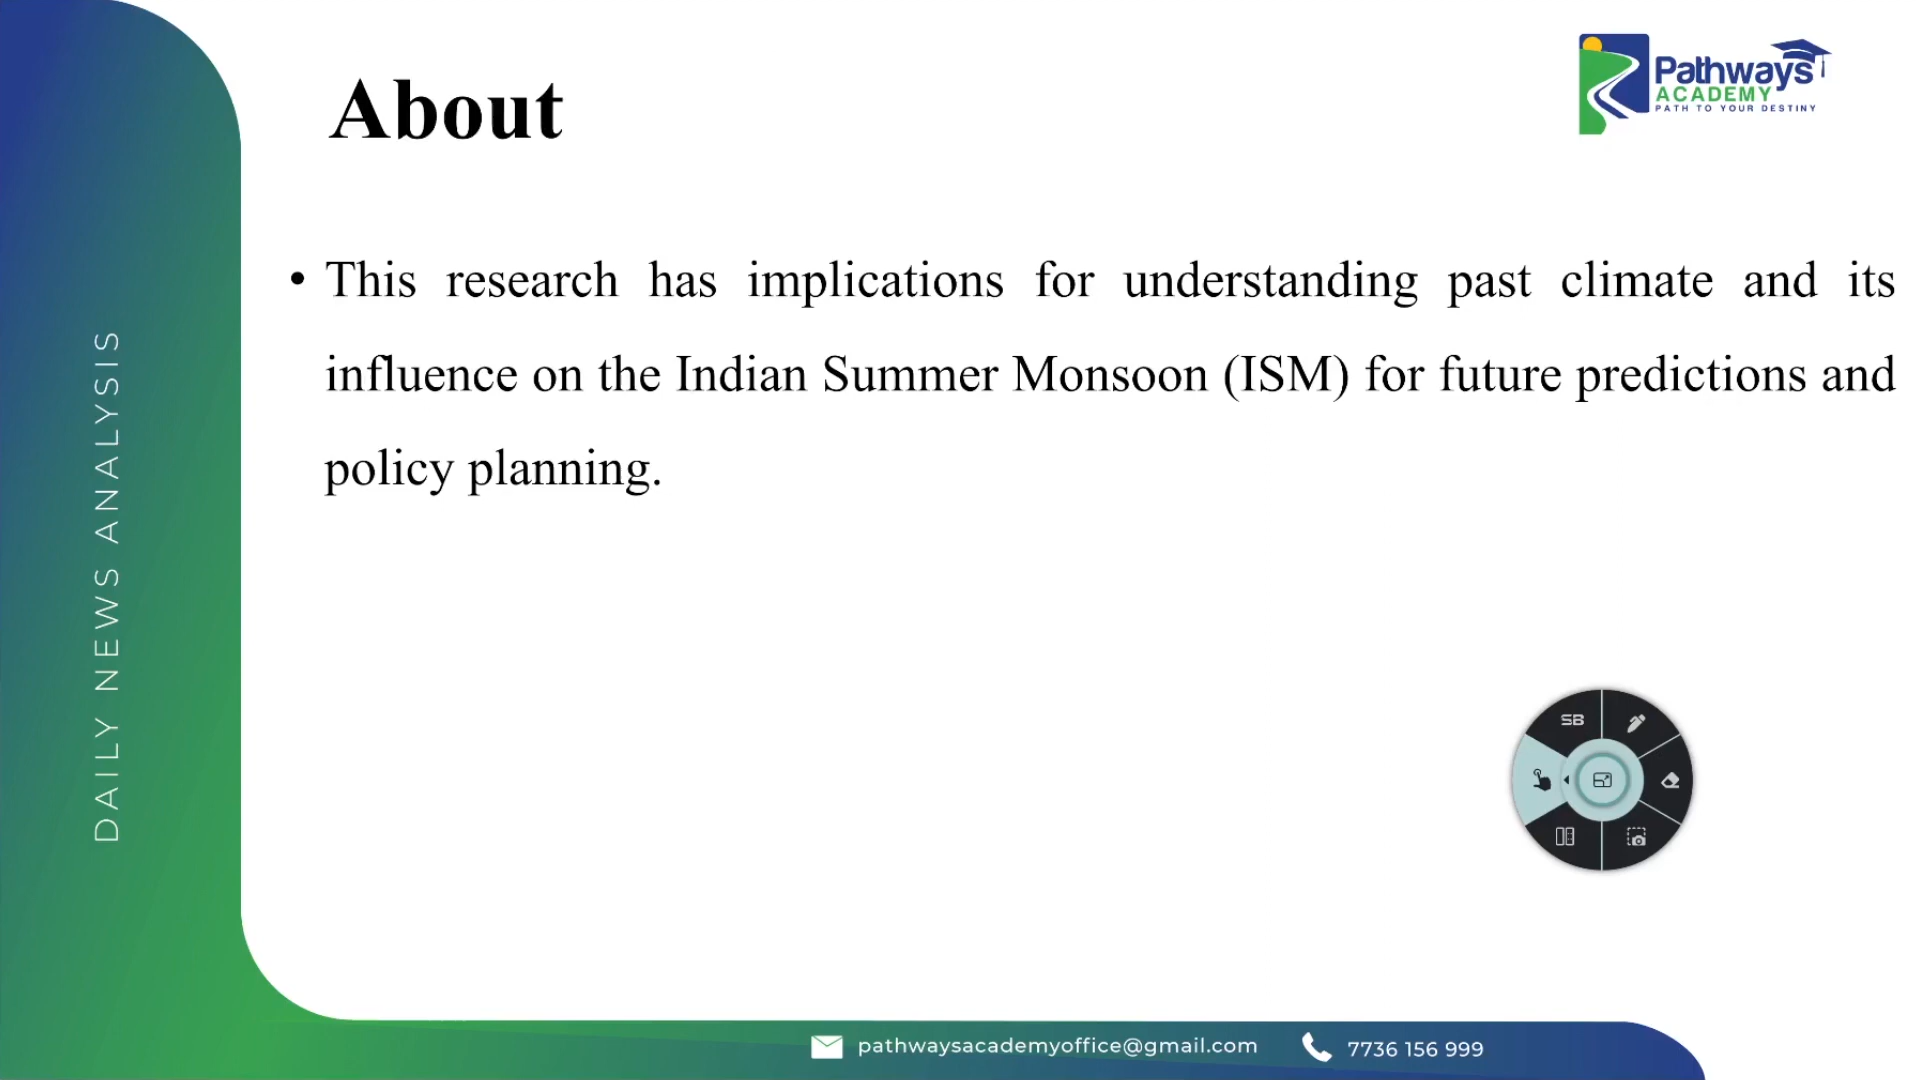 About
Pathways
ACADEMY
PATH TO YOUR DESTINY
• This research has implications for understanding past climate and its
influence on the Indian Summer Monsoon (ISM) for future predictions and
policy planning.
DAILY NEWS ANALYSIS
SB
pathwaysacademyoffice@gmail.com
7736 156 999